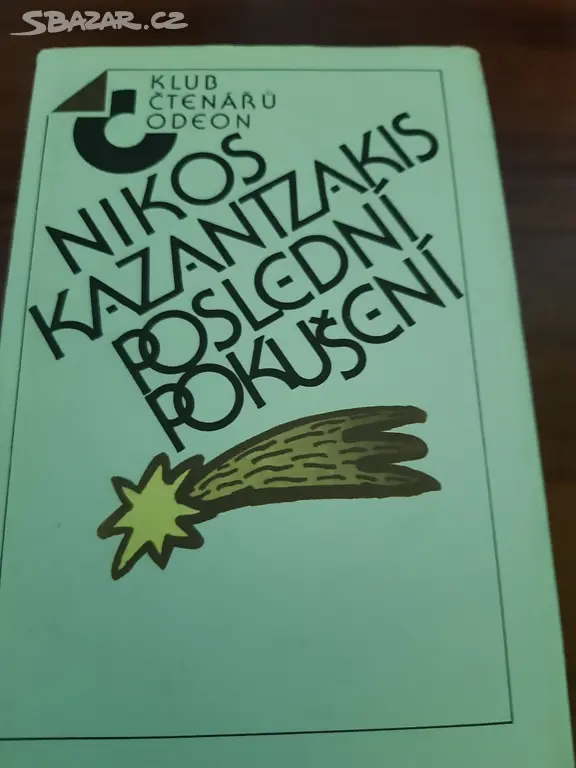 SBAZAR.CZ
KLUB
ČTENÁŘŮ
ODEON
NIKOS
KAZANTZAKIS
POSLEDNÍ
POKUŠENÍ